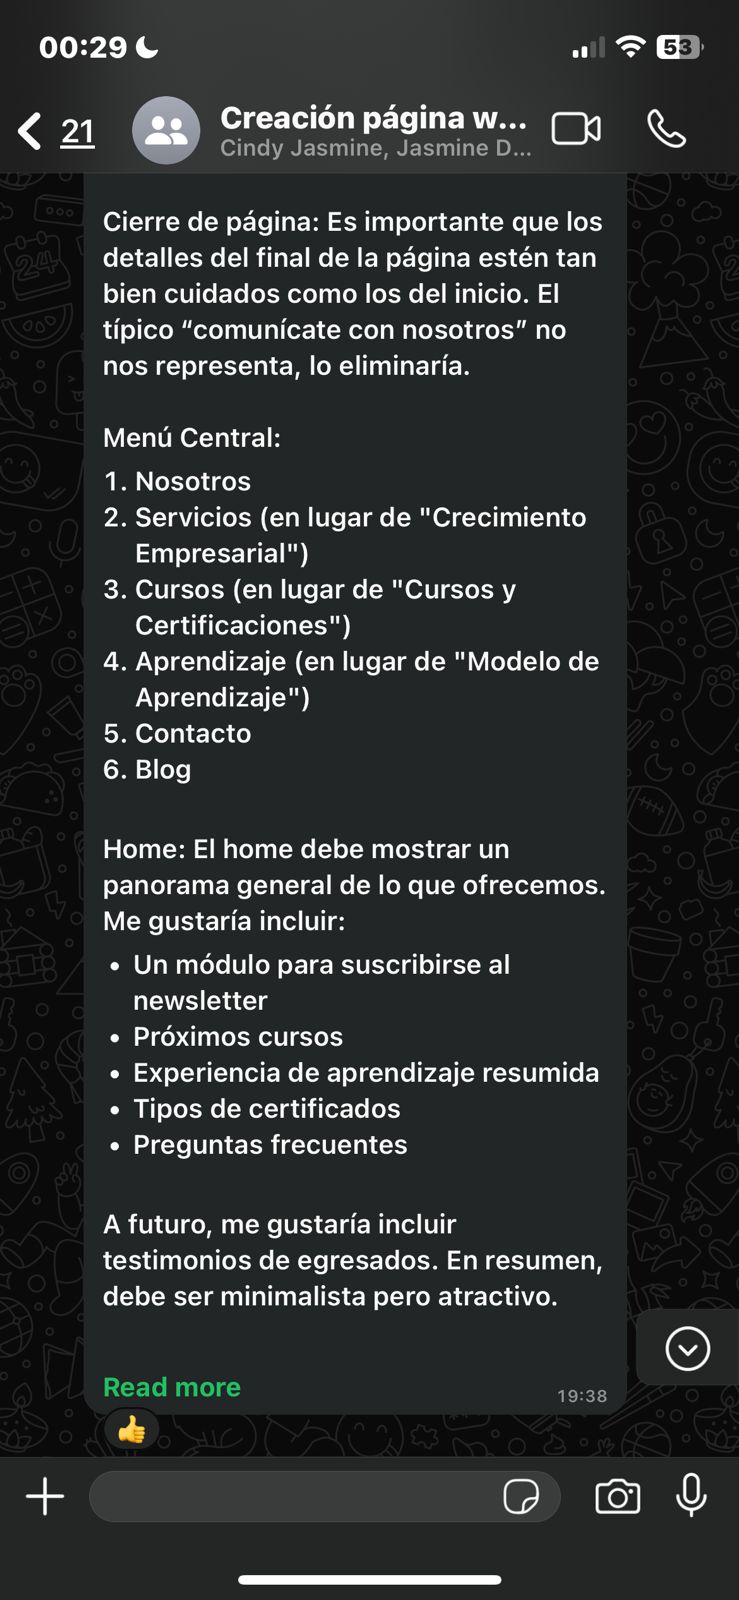 00:29
53
21
Creación página w...
Cindy Jasmine, Jasmine D...
Cierre de página: Es importante que los
detalles del final de la página estén tan
bien cuidados como los del inicio. El
típico “comunícate con nosotros” no
nos representa, lo eliminaría.
Menú Central:
1. Nosotros
2. Servicios (en lugar de "Crecimiento
Empresarial")
3. Cursos (en lugar de "Cursos y
Certificaciones")
4. Aprendizaje (en lugar de "Modelo de
Aprendizaje")
5. Contacto
6. Blog
Home: El home debe mostrar un
panorama general de lo que ofrecemos.
Me gustaría incluir:
• Un módulo para suscribirse al
newsletter
• Próximos cursos
• Experiencia de aprendizaje resumida
• Tipos de certificados
• Preguntas frecuentes
A futuro, me gustaría incluir
testimonios de egresados. En resumen,
debe ser minimalista pero atractivo.
Read more
19:38